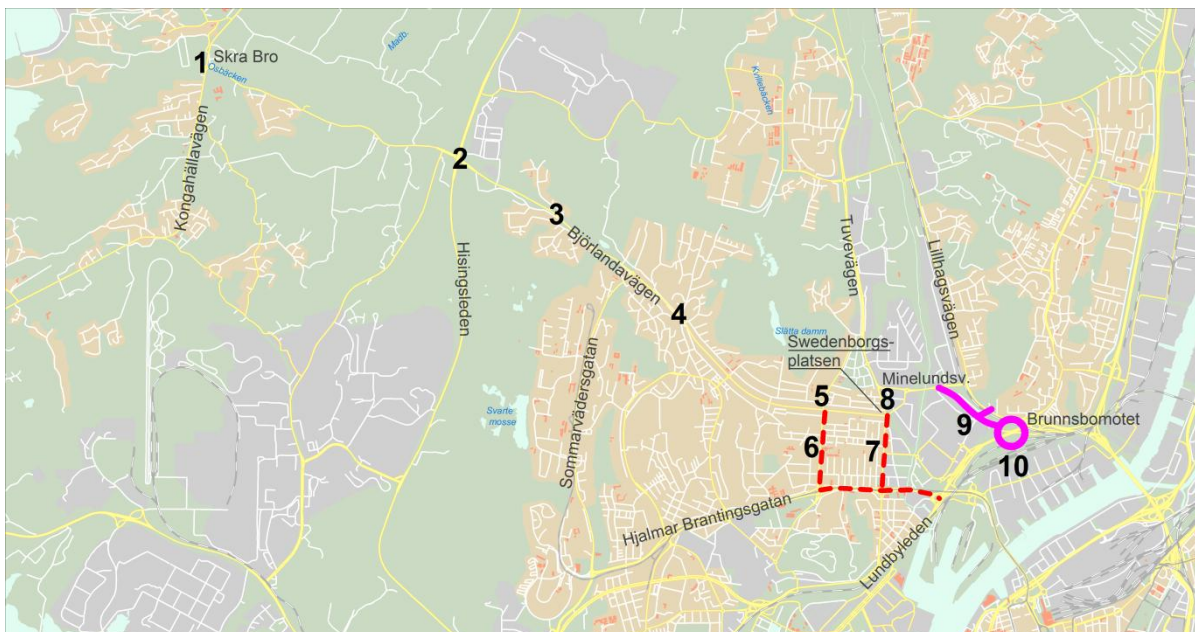 1
Skra Bro
Osbäcken
Madb.
Kvillebäcken
2
Kongahällavägen
3
Björlandavägen
Hisingsleden
4
Tuvevägen
Lillhagsvägen
Slätta damm
Swedenborgs-
platsen
Minelundsv.
Sommarvädersgatan
Svarte
mosse
5
8
9
Brunnsbomotet
6
7
10
Hjalmar Brantingsgatan
Lundbyleden